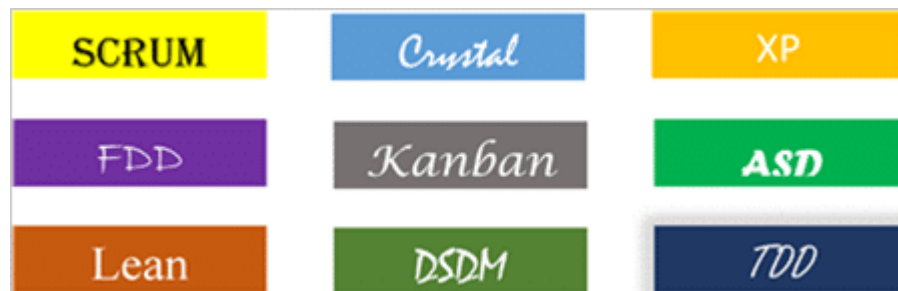 SCRUM
Crystal
XP
FDD
Kanban
ASD
Lean
DSDM
TDD